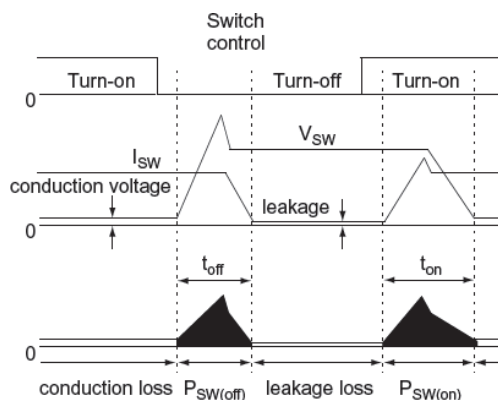 Switch
control
Turn-on Turn-off Turn-on
0
V_SW
I_SW
conduction voltage
leakage
0
t_off t_on
0
conduction loss P_SW(off) leakage loss P_SW(on)